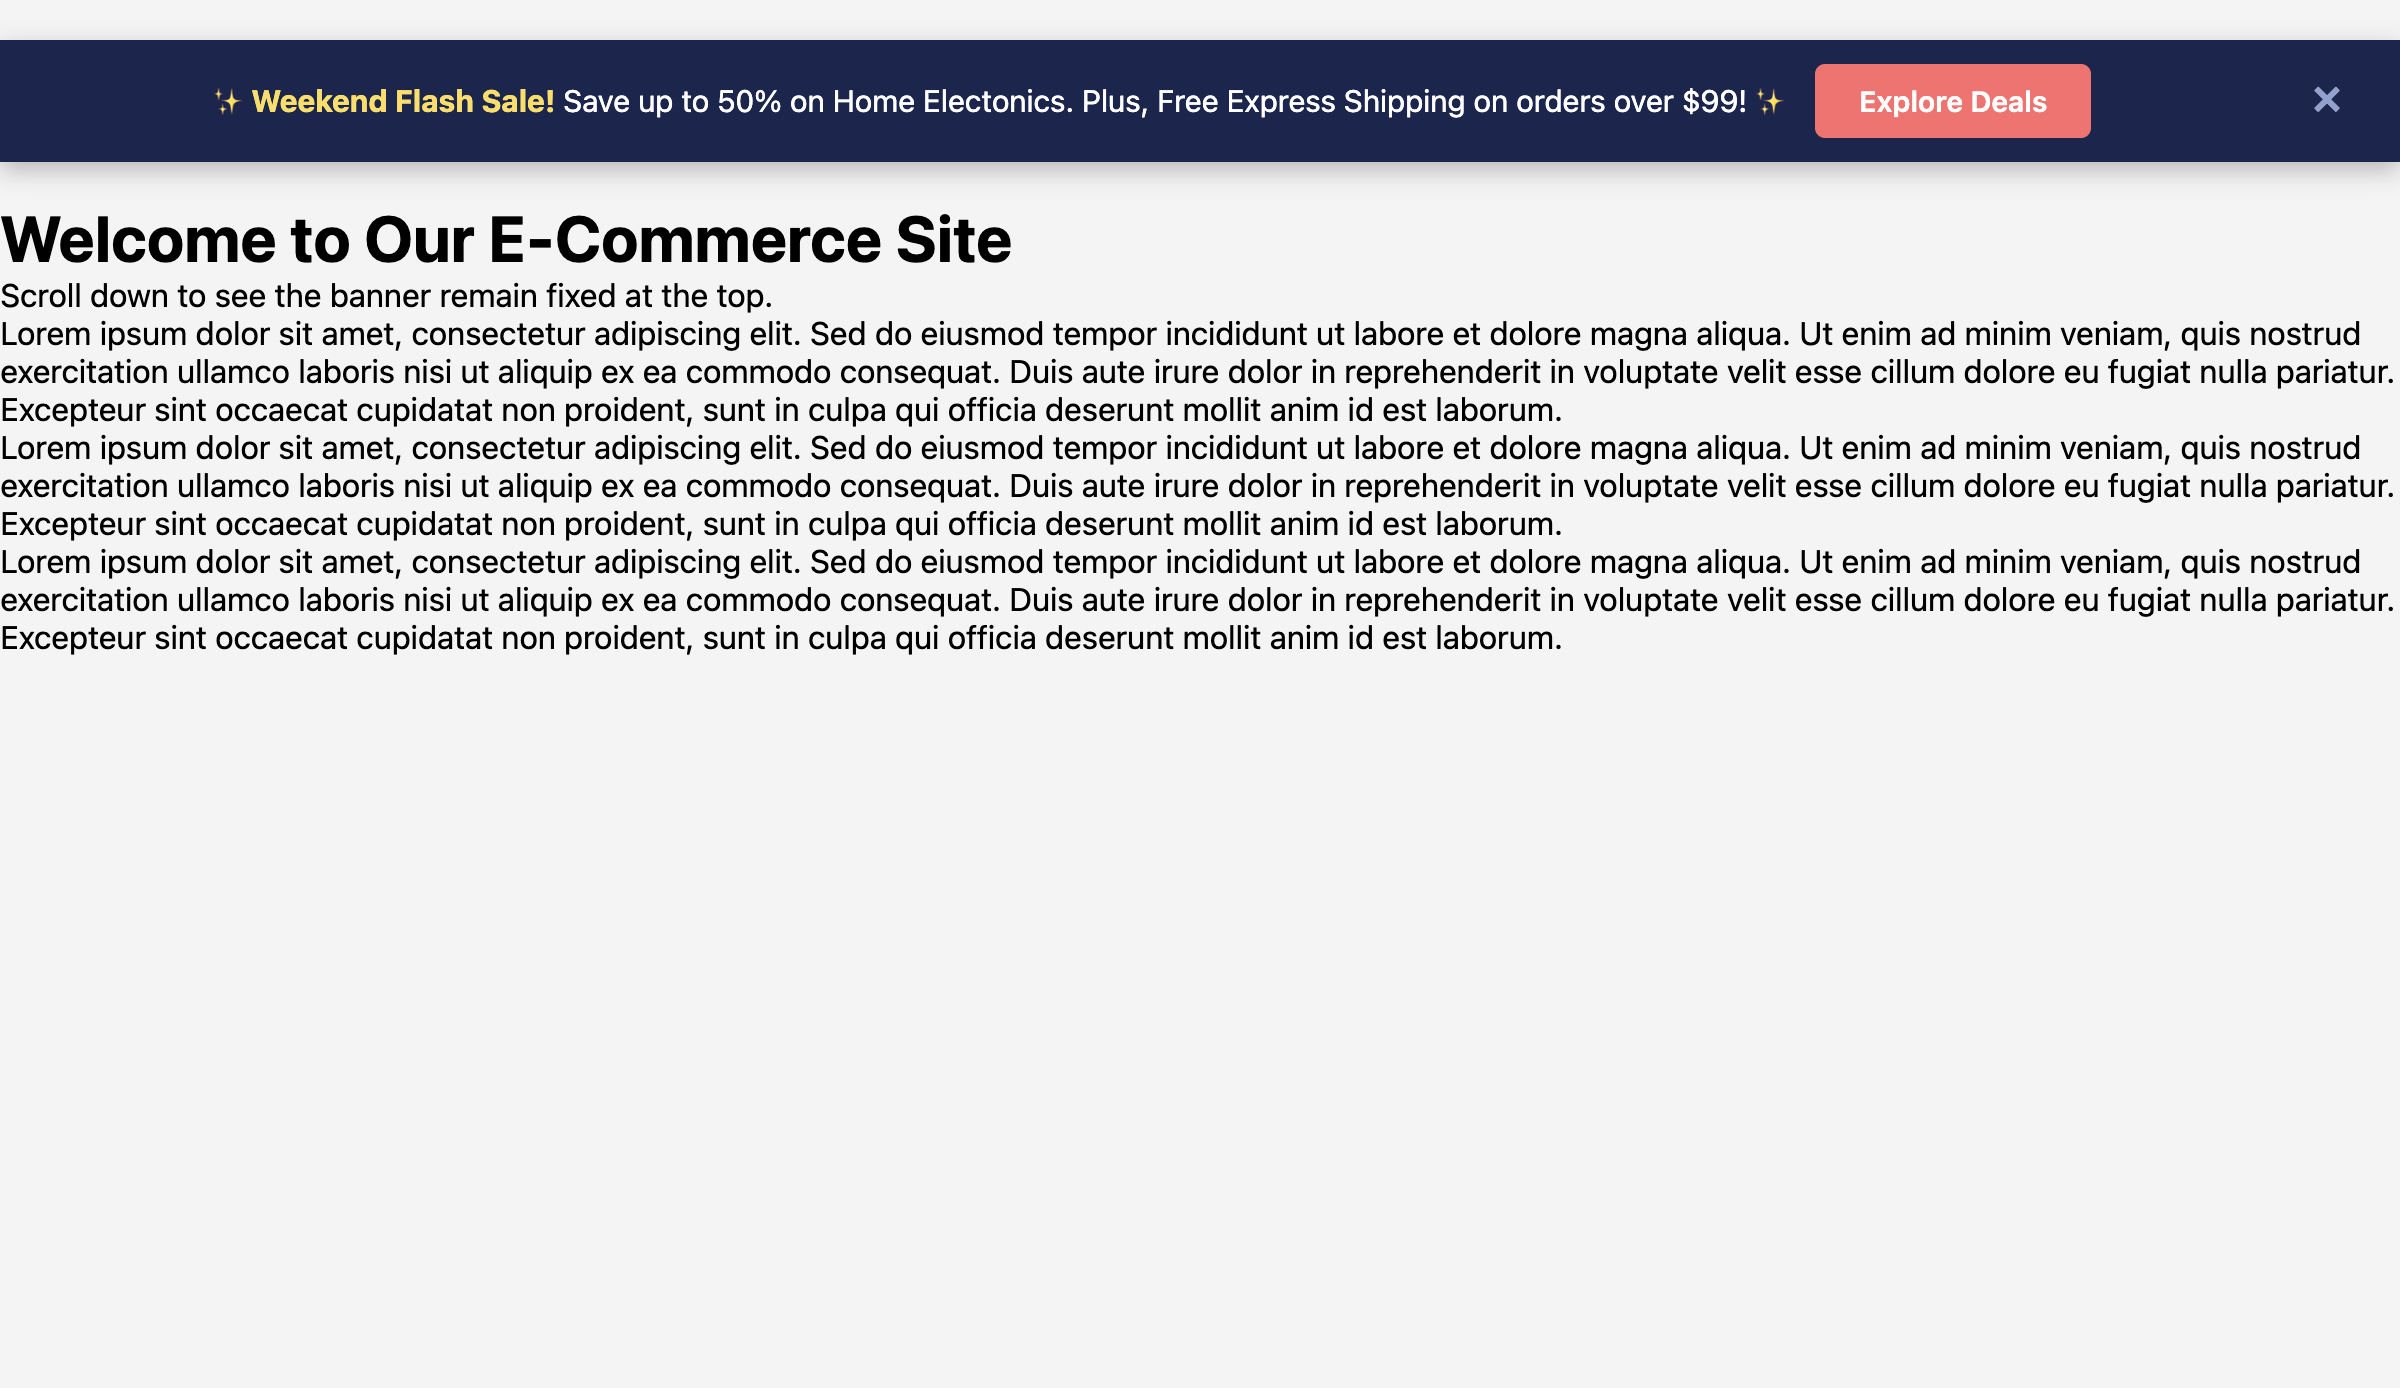 ✨ Weekend Flash Sale! Save up to 50% on Home Electonics. Plus, Free Express Shipping on orders over $99! ✨ Explore Deals ✕
Welcome to Our E-Commerce Site
Scroll down to see the banner remain fixed at the top.
Lorem ipsum dolor sit amet, consectetur adipiscing elit. Sed do eiusmod tempor incididunt ut labore et dolore magna aliqua. Ut enim ad minim veniam, quis nostrud
exercitation ullamco laboris nisi ut aliquip ex ea commodo consequat. Duis aute irure dolor in reprehenderit in voluptate velit esse cillum dolore eu fugiat nulla pariatur.
Excepteur sint occaecat cupidatat non proident, sunt in culpa qui officia deserunt mollit anim id est laborum.
Lorem ipsum dolor sit amet, consectetur adipiscing elit. Sed do eiusmod tempor incididunt ut labore et dolore magna aliqua. Ut enim ad minim veniam, quis nostrud
exercitation ullamco laboris nisi ut aliquip ex ea commodo consequat. Duis aute irure dolor in reprehenderit in voluptate velit esse cillum dolore eu fugiat nulla pariatur.
Excepteur sint occaecat cupidatat non proident, sunt in culpa qui officia deserunt mollit anim id est laborum.
Lorem ipsum dolor sit amet, consectetur adipiscing elit. Sed do eiusmod tempor incididunt ut labore et dolore magna aliqua. Ut enim ad minim veniam, quis nostrud
exercitation ullamco laboris nisi ut aliquip ex ea commodo consequat. Duis aute irure dolor in reprehenderit in voluptate velit esse cillum dolore eu fugiat nulla pariatur.
Excepteur sint occaecat cupidatat non proident, sunt in culpa qui officia deserunt mollit anim id est laborum.